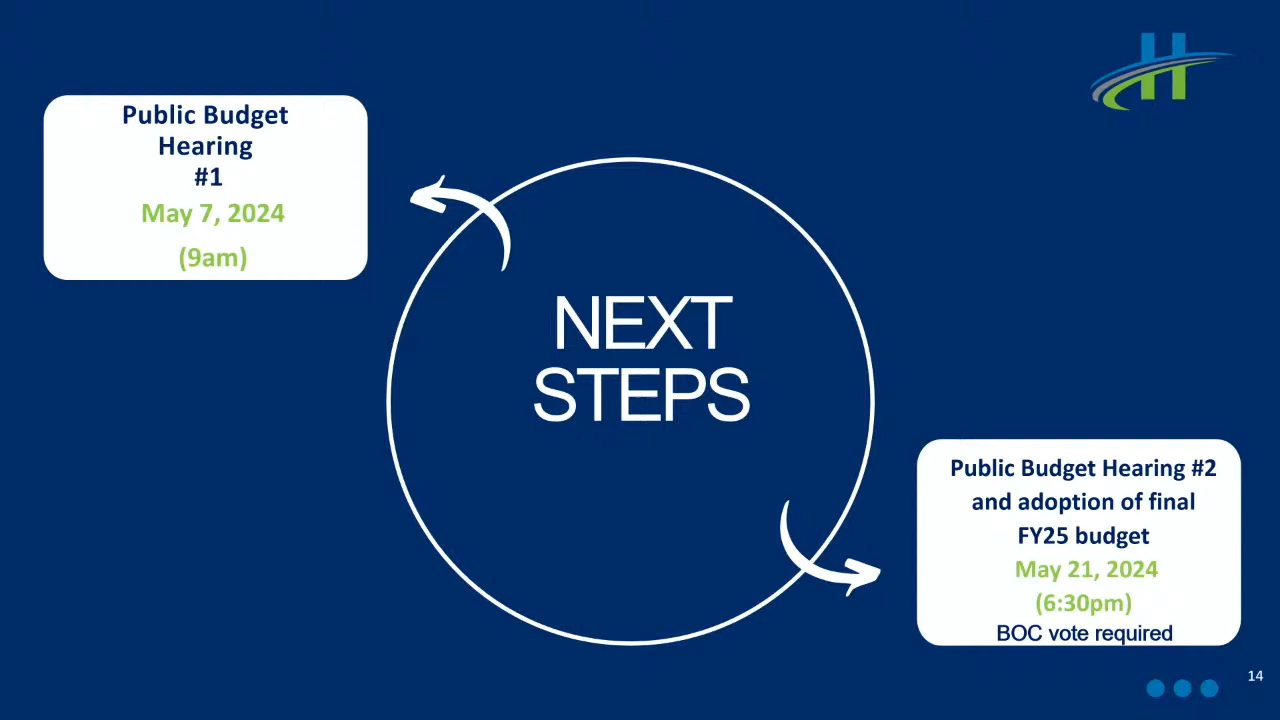 Public Budget
Hearing
#1
May 7, 2024
(9am)
NEXT
STEPS
Public Budget Hearing #2
and adoption of final
FY25 budget
May 21, 2024
(6:30pm)
BOC vote required
14